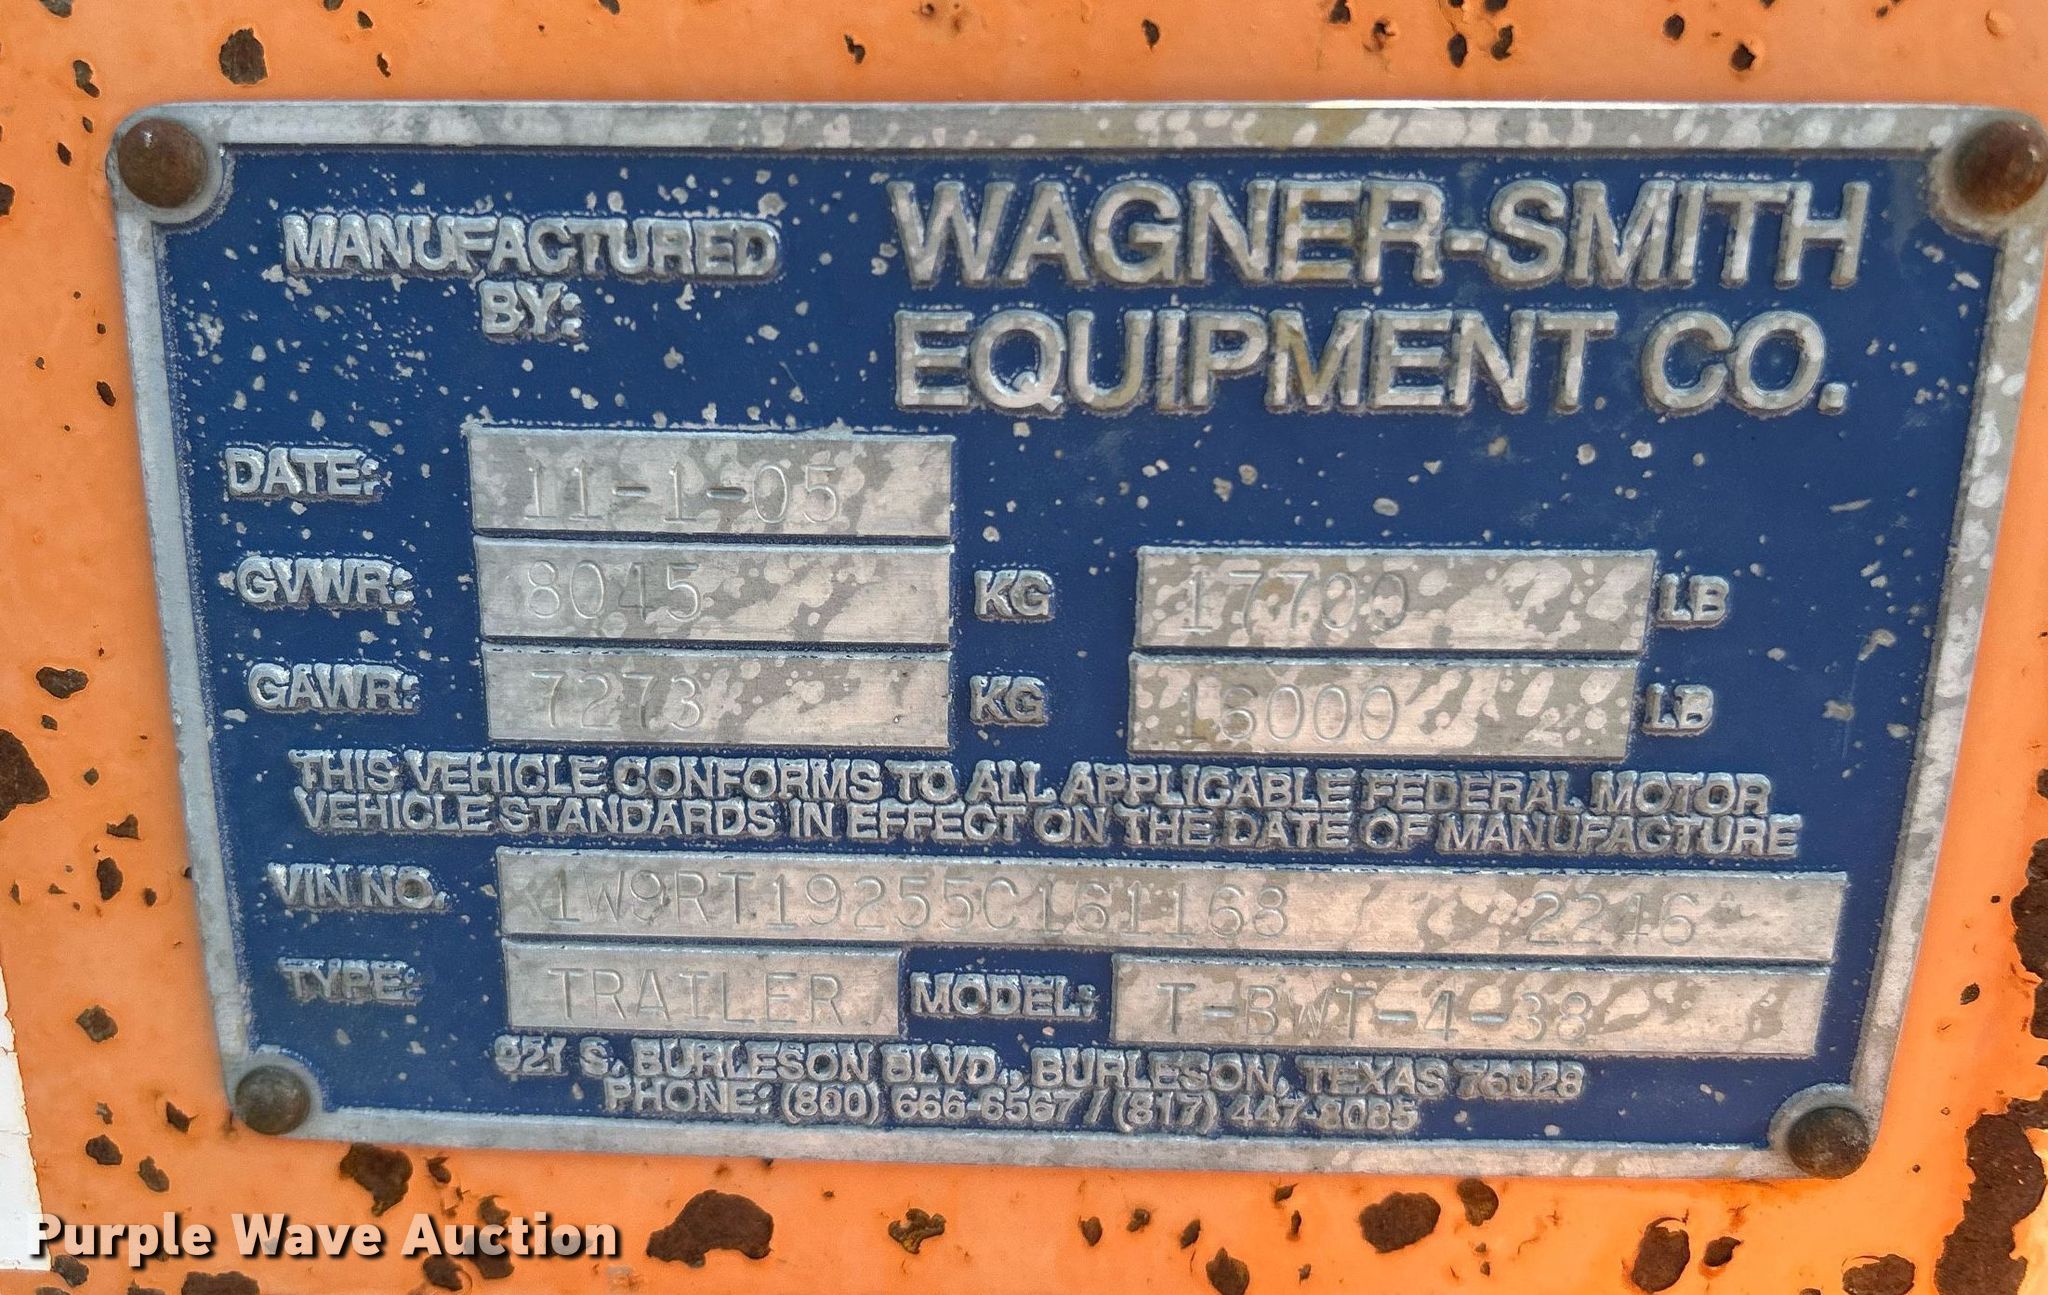 MANUFACTURED BY:
WAGNER-SMITH
EQUIPMENT CO.
DATE: 11-1-05
GVWR: 8045 KG 17700 LB
GAWR: 7273 KG 16000 LB
THIS VEHICLE CONFORMS TO ALL APPLICABLE FEDERAL MOTOR
VEHICLE STANDARDS IN EFFECT ON THE DATE OF MANUFACTURE
VIN NO. 1W9RT19255C161168 2246
TYPE: TRAILER MODEL: T-BWT-4-38
921 S. BURLESON BLVD., BURLESON, TEXAS 76028
PHONE: (800) 666-6567 / (817) 447-8085
Purple Wave Auction